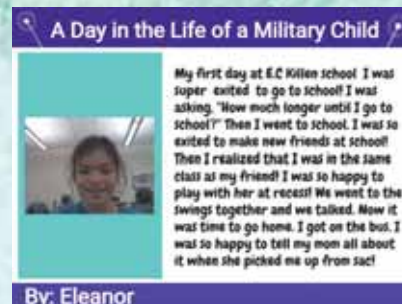 A Day in the Life of a Military Child
My first day at E.C Killen school I was
super exited to go to school! I was
asking, "How much longer until I go to
school?" Then I went to school. I was so
exited to make new friends at school!
Then I realized that I was in the same
class as my friend! I was so happy to
play with her at recess! We went to the
swings together and we talked. Now it
was time to go home. I got on the bus. I
was so happy to tell my mom all about
it when she picked me up from sac!
By: Eleanor